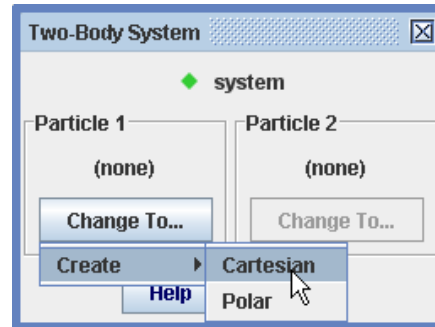 Two-Body System
system
Particle 1 Particle 2
(none) (none)
Change To... Change To...
Create Cartesian
Help Polar